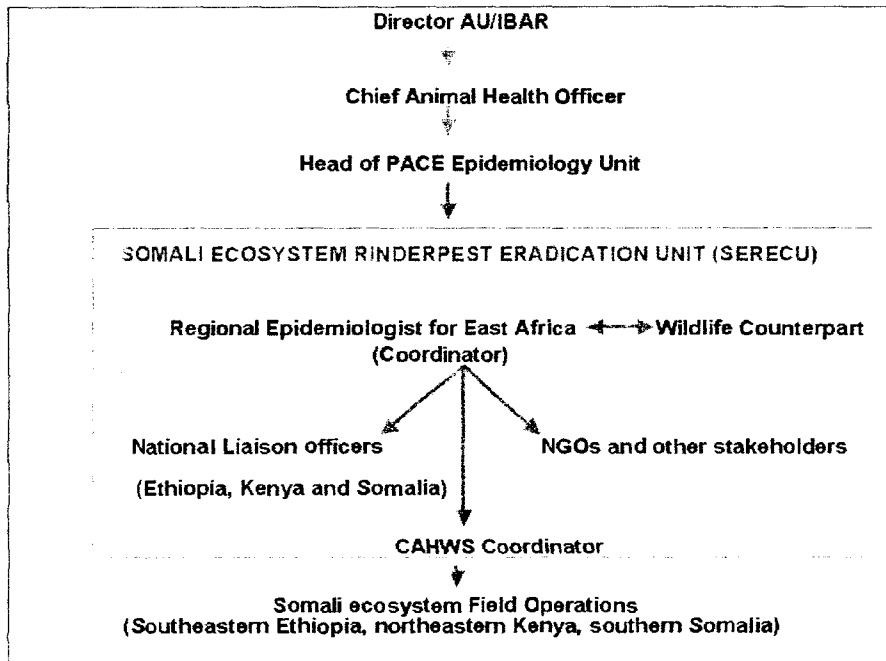 Director AU/IBAR
Chief Animal Health Officer
Head of PACE Epidemiology Unit
SOMALI ECOSYSTEM RINDERPEST ERADICATION UNIT (SERECU)
Regional Epidemiologist for East Africa
Wildlife Counterpart
(Coordinator)
National Liaison officers
NGOs and other stakeholders
(Ethiopia, Kenya and Somalia)
CAHWS Coordinator
Somali ecosystem Field Operations
(Southeastern Ethiopia, northeastern Kenya, southern Somalia)